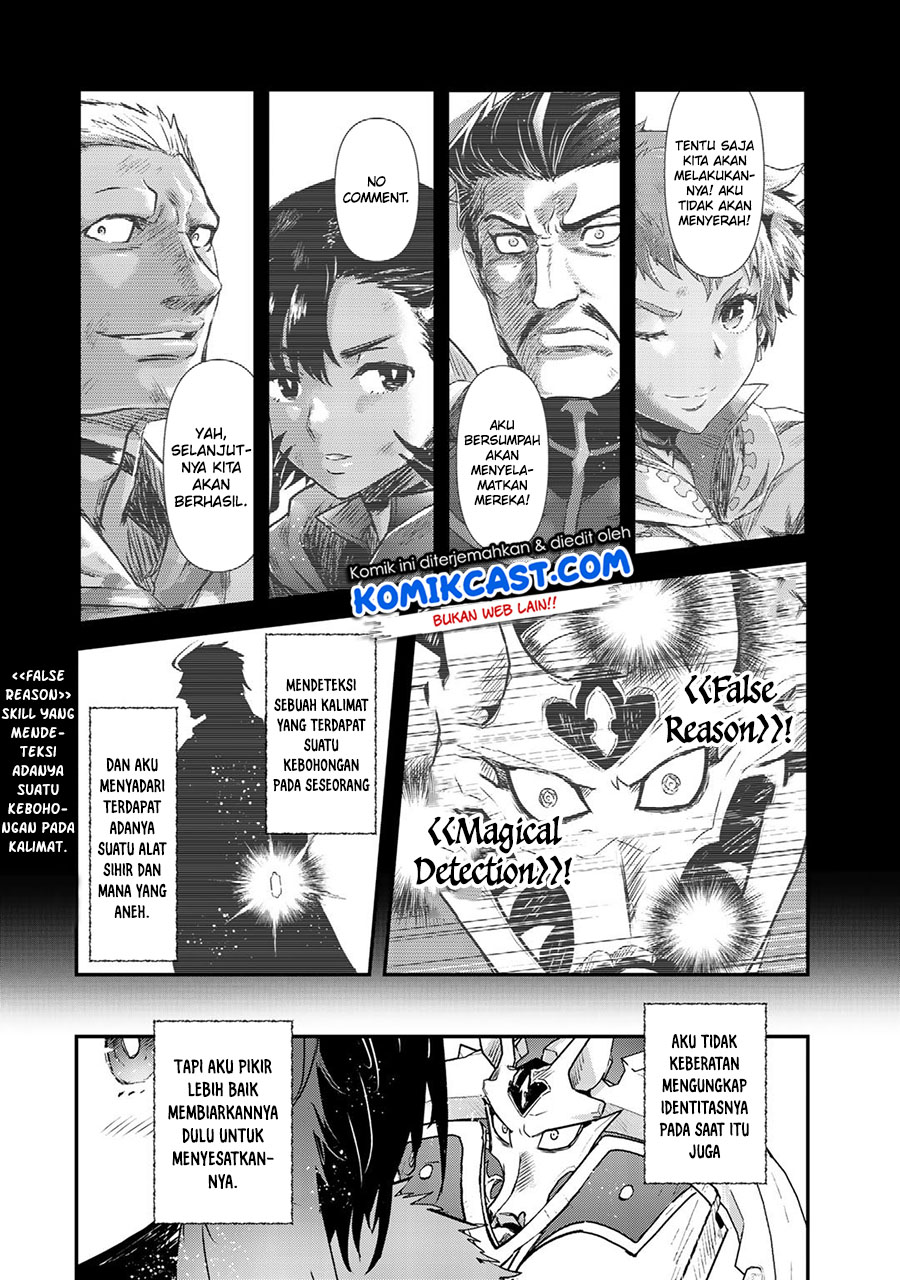 TENTU SAJA
KITA AKAN
MELAKUKAN-
NYA! AKU
TIDAK AKAN
MENYERAH!
AKU
BERSUMPAH
AKAN
MENYELA-
MATKAN
MEREKA!
NO
COMMENT.
YAH,
SELANJUT-
NYA KITA
AKAN
BERHASIL.
Komik ini diterjemahkan & diedit oleh
KOMIKCAST.COM
BUKAN WEB LAIN!!
<<False
Reason>>!
<<Magical
Detection>>!
MENDETEKSI
SEBUAH KALIMAT
YANG TERDAPAT
SUATU
KEBOHONGAN
PADA SESEORANG
DAN AKU
MENYADARI
TERDAPAT
ADANYA
SUATU ALAT
SIHIR DAN
MANA YANG
ANEH.
<<FALSE
REASON>>
SKILL YANG
MENDE-
TEKSI
ADANYA
SUATU
KEBOHO-
NGAN PADA
KALIMAT.
AKU TIDAK
KEBERATAN
MENGUNGKAP
IDENTITASNYA
PADA SAAT ITU
JUGA
TAPI AKU PIKIR
LEBIH BAIK
MEMBIARKANNYA
DULU UNTUK
MENYESATKAN-
NYA.